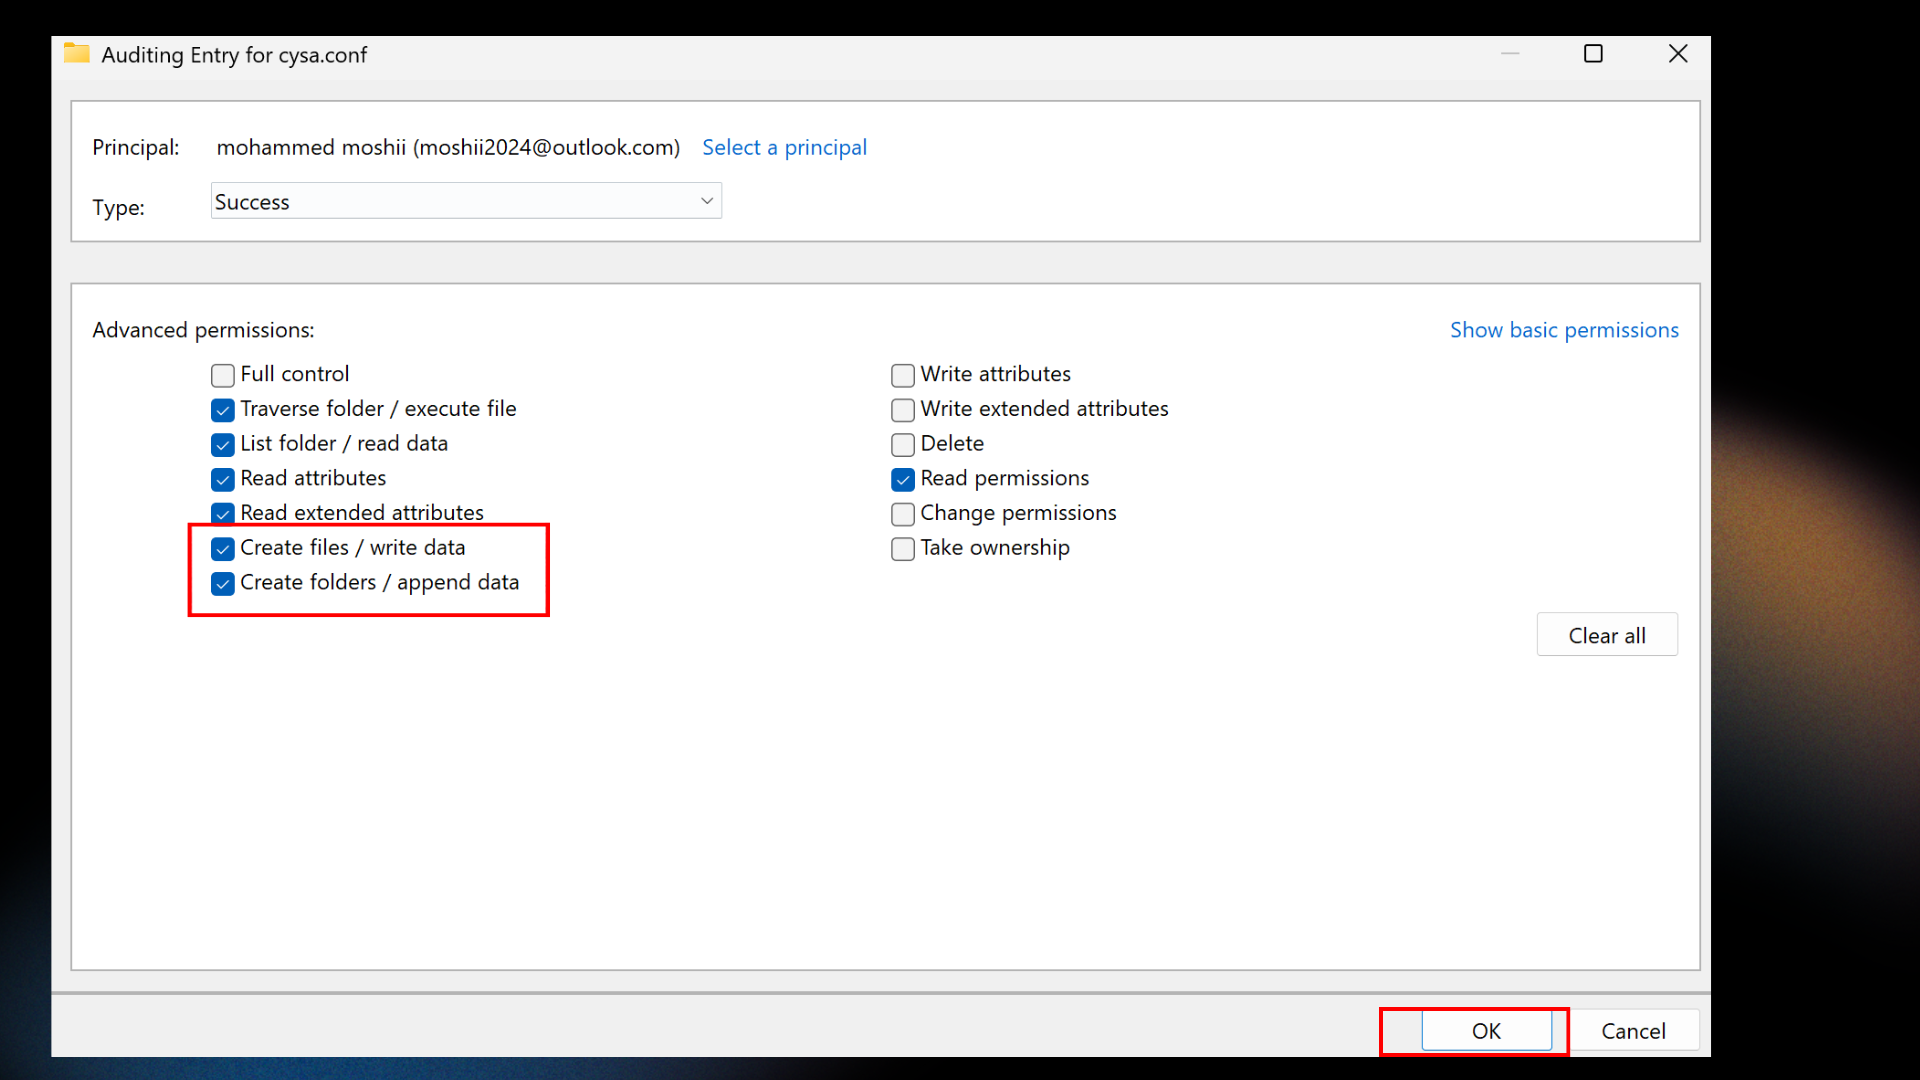 Auditing Entry for cysa.conf
Principal: mohammed moshii (moshii2024@outlook.com) Select a principal
Type: Success
Advanced permissions: Show basic permissions
Full control
Traverse folder / execute file
List folder / read data
Read attributes
Read extended attributes
Create files / write data
Create folders / append data
Write attributes
Write extended attributes
Delete
Read permissions
Change permissions
Take ownership
Clear all
OK Cancel